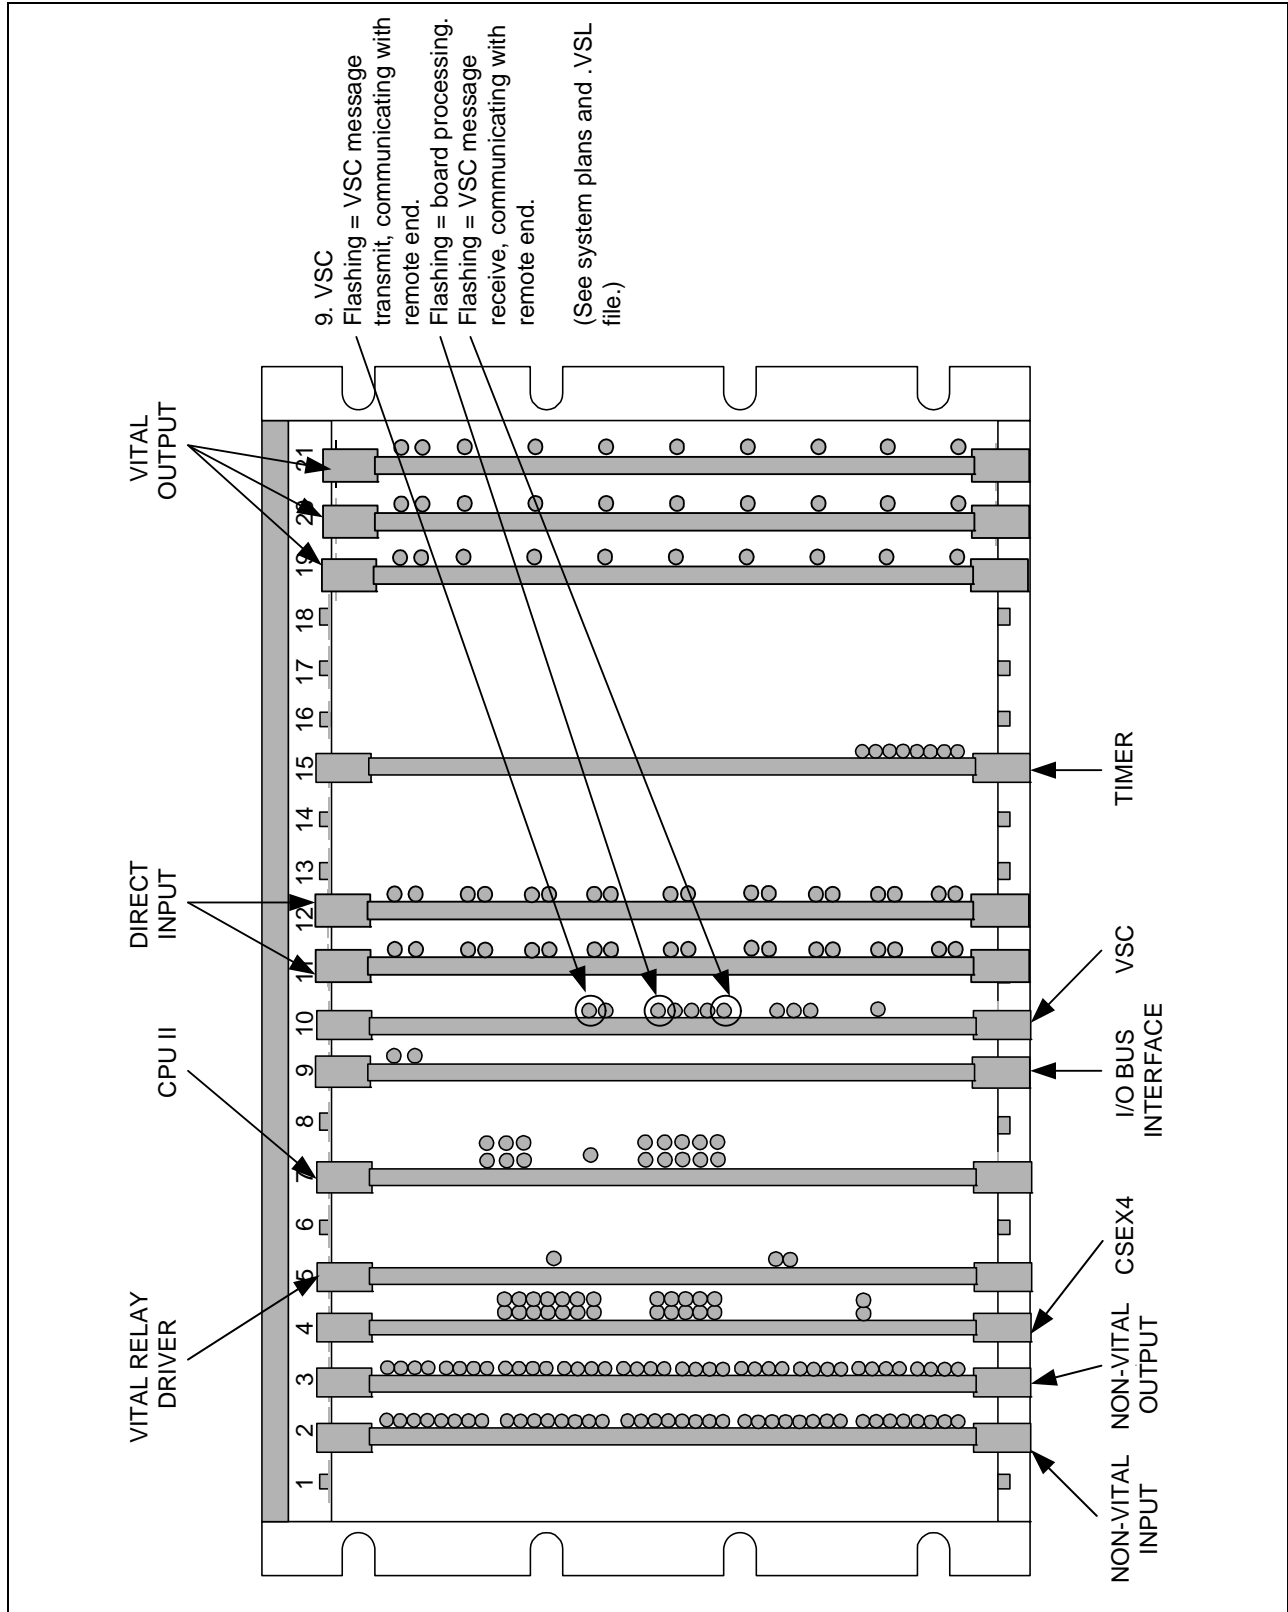 9. VSC
Flashing = VSC message
transmit, communicating with
remote end.
Flashing = board processing.
Flashing = VSC message
receive, communicating with
remote end.
(See system plans and .VSL
file.)
VITAL RELAY
DRIVER
CPU II
DIRECT
INPUT
VITAL
OUTPUT
1
2
3
4
5
6
7
8
9
10
11
12
13
14
15
16
17
18
19
20
21
NON-VITAL
INPUT
NON-VITAL
OUTPUT
CSEX4
I/O BUS
INTERFACE
VSC
TIMER